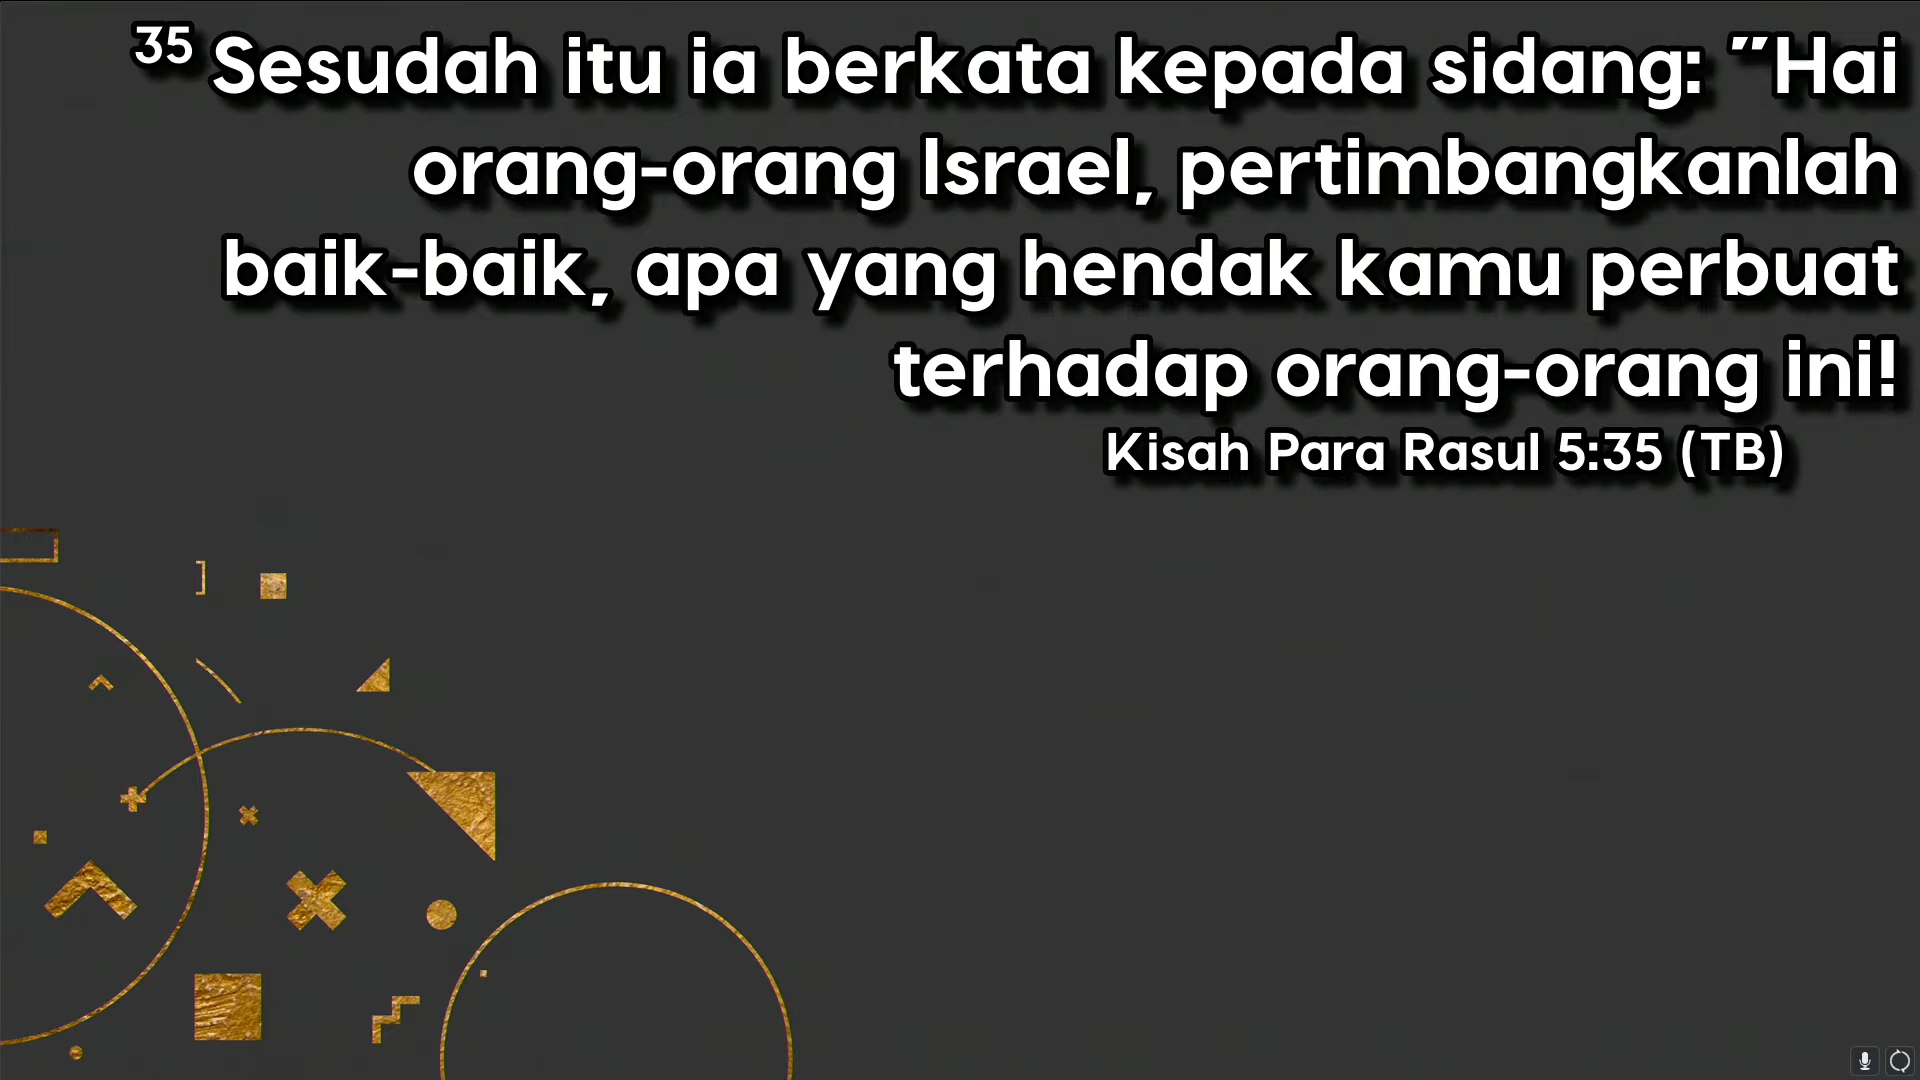 35 Sesudah itu ia berkata kepada sidang: "Hai
orang-orang Israel, pertimbangkanlah
baik-baik, apa yang hendak kamu perbuat
terhadap orang-orang ini!
Kisah Para Rasul 5:35 (TB)